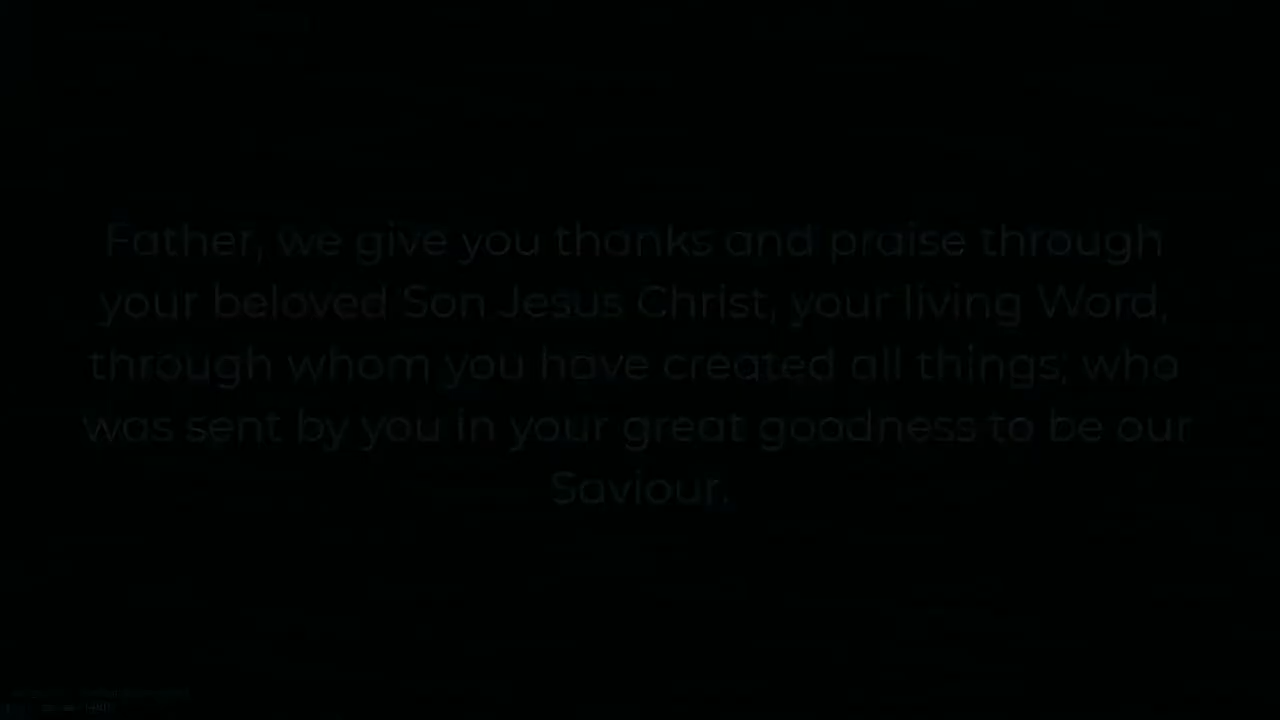 Father, we give you thanks and praise through
your beloved Son Jesus Christ, your living Word,
through whom you have created all things; who
was sent by you in your great goodness to be our
Saviour.